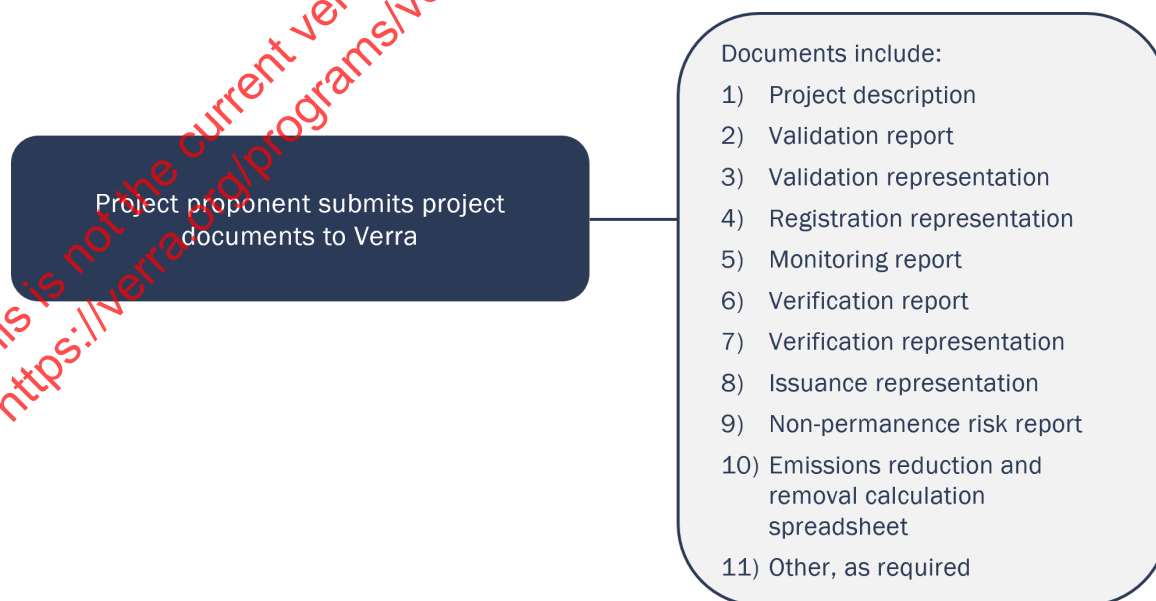 Project proponent submits project
documents to Verra
Documents include:
1) Project description
2) Validation report
3) Validation representation
4) Registration representation
5) Monitoring report
6) Verification report
7) Verification representation
8) Issuance representation
9) Non-permanence risk report
10) Emissions reduction and
removal calculation
spreadsheet
11) Other, as required
is not the current
https://verra.org/programs/